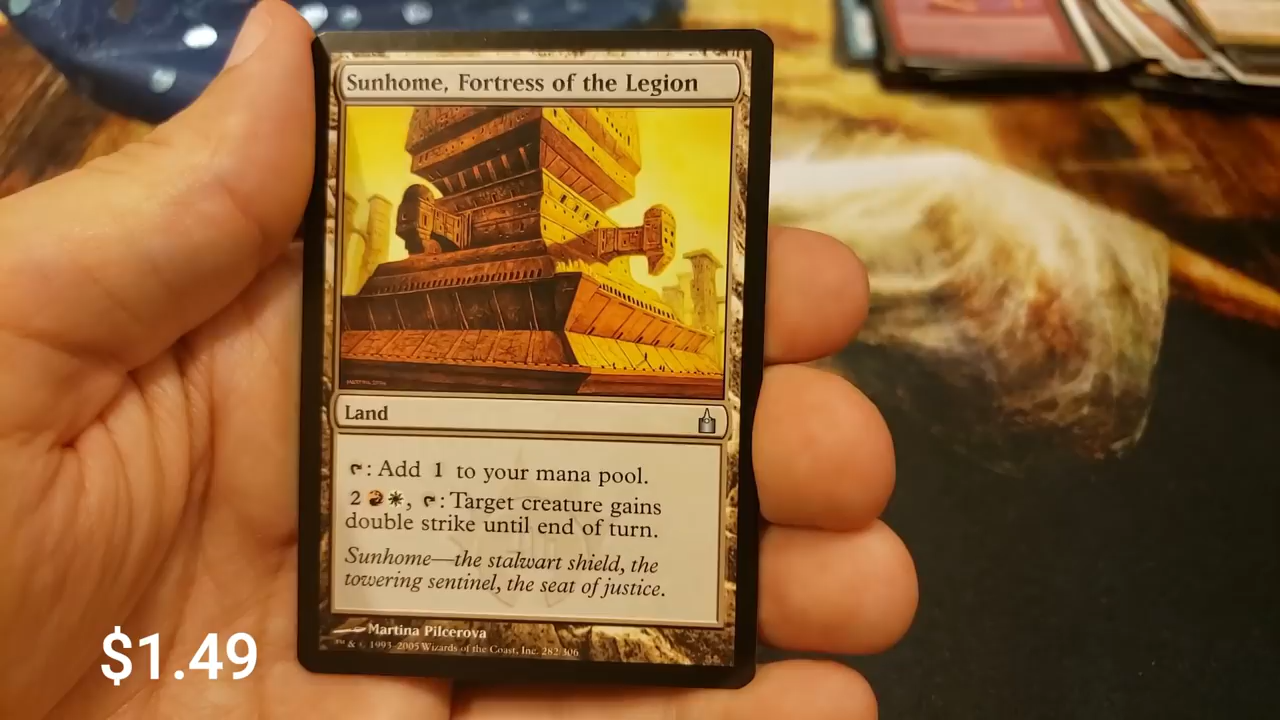 Sunhome, Fortress of the Legion
Land
: Add 1 to your mana pool.
2 , : Target creature gains
double strike until end of turn.
Sunhome—the stalwart shield, the
towering sentinel, the seat of justice.
Martina Pilcerova
™ & © 1993-2005 Wizards of the Coast, Inc. 282/306
$1.49